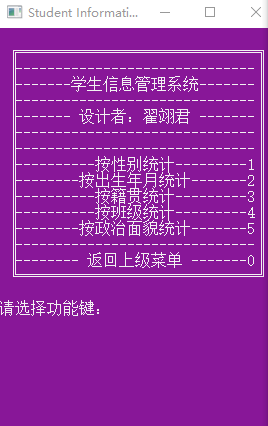 Student Informati...
学生信息管理系统
设计者：翟翊君
按性别统计---------1
按出生年月统计-------2
按籍贯统计---------3
按班级统计---------4
按政治面貌统计-------5
-------- 返回上级菜单 -------0
请选择功能键：